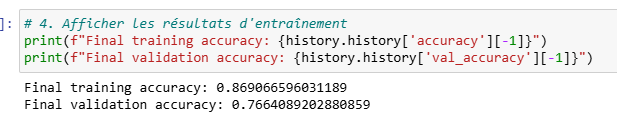 ]: # 4. Afficher les résultats d'entraînement
print(f"Final training accuracy: {history.history['accuracy'][-1]}")
print(f"Final validation accuracy: {history.history['val_accuracy'][-1]}")
Final training accuracy: 0.869066596031189
Final validation accuracy: 0.7664089202880859